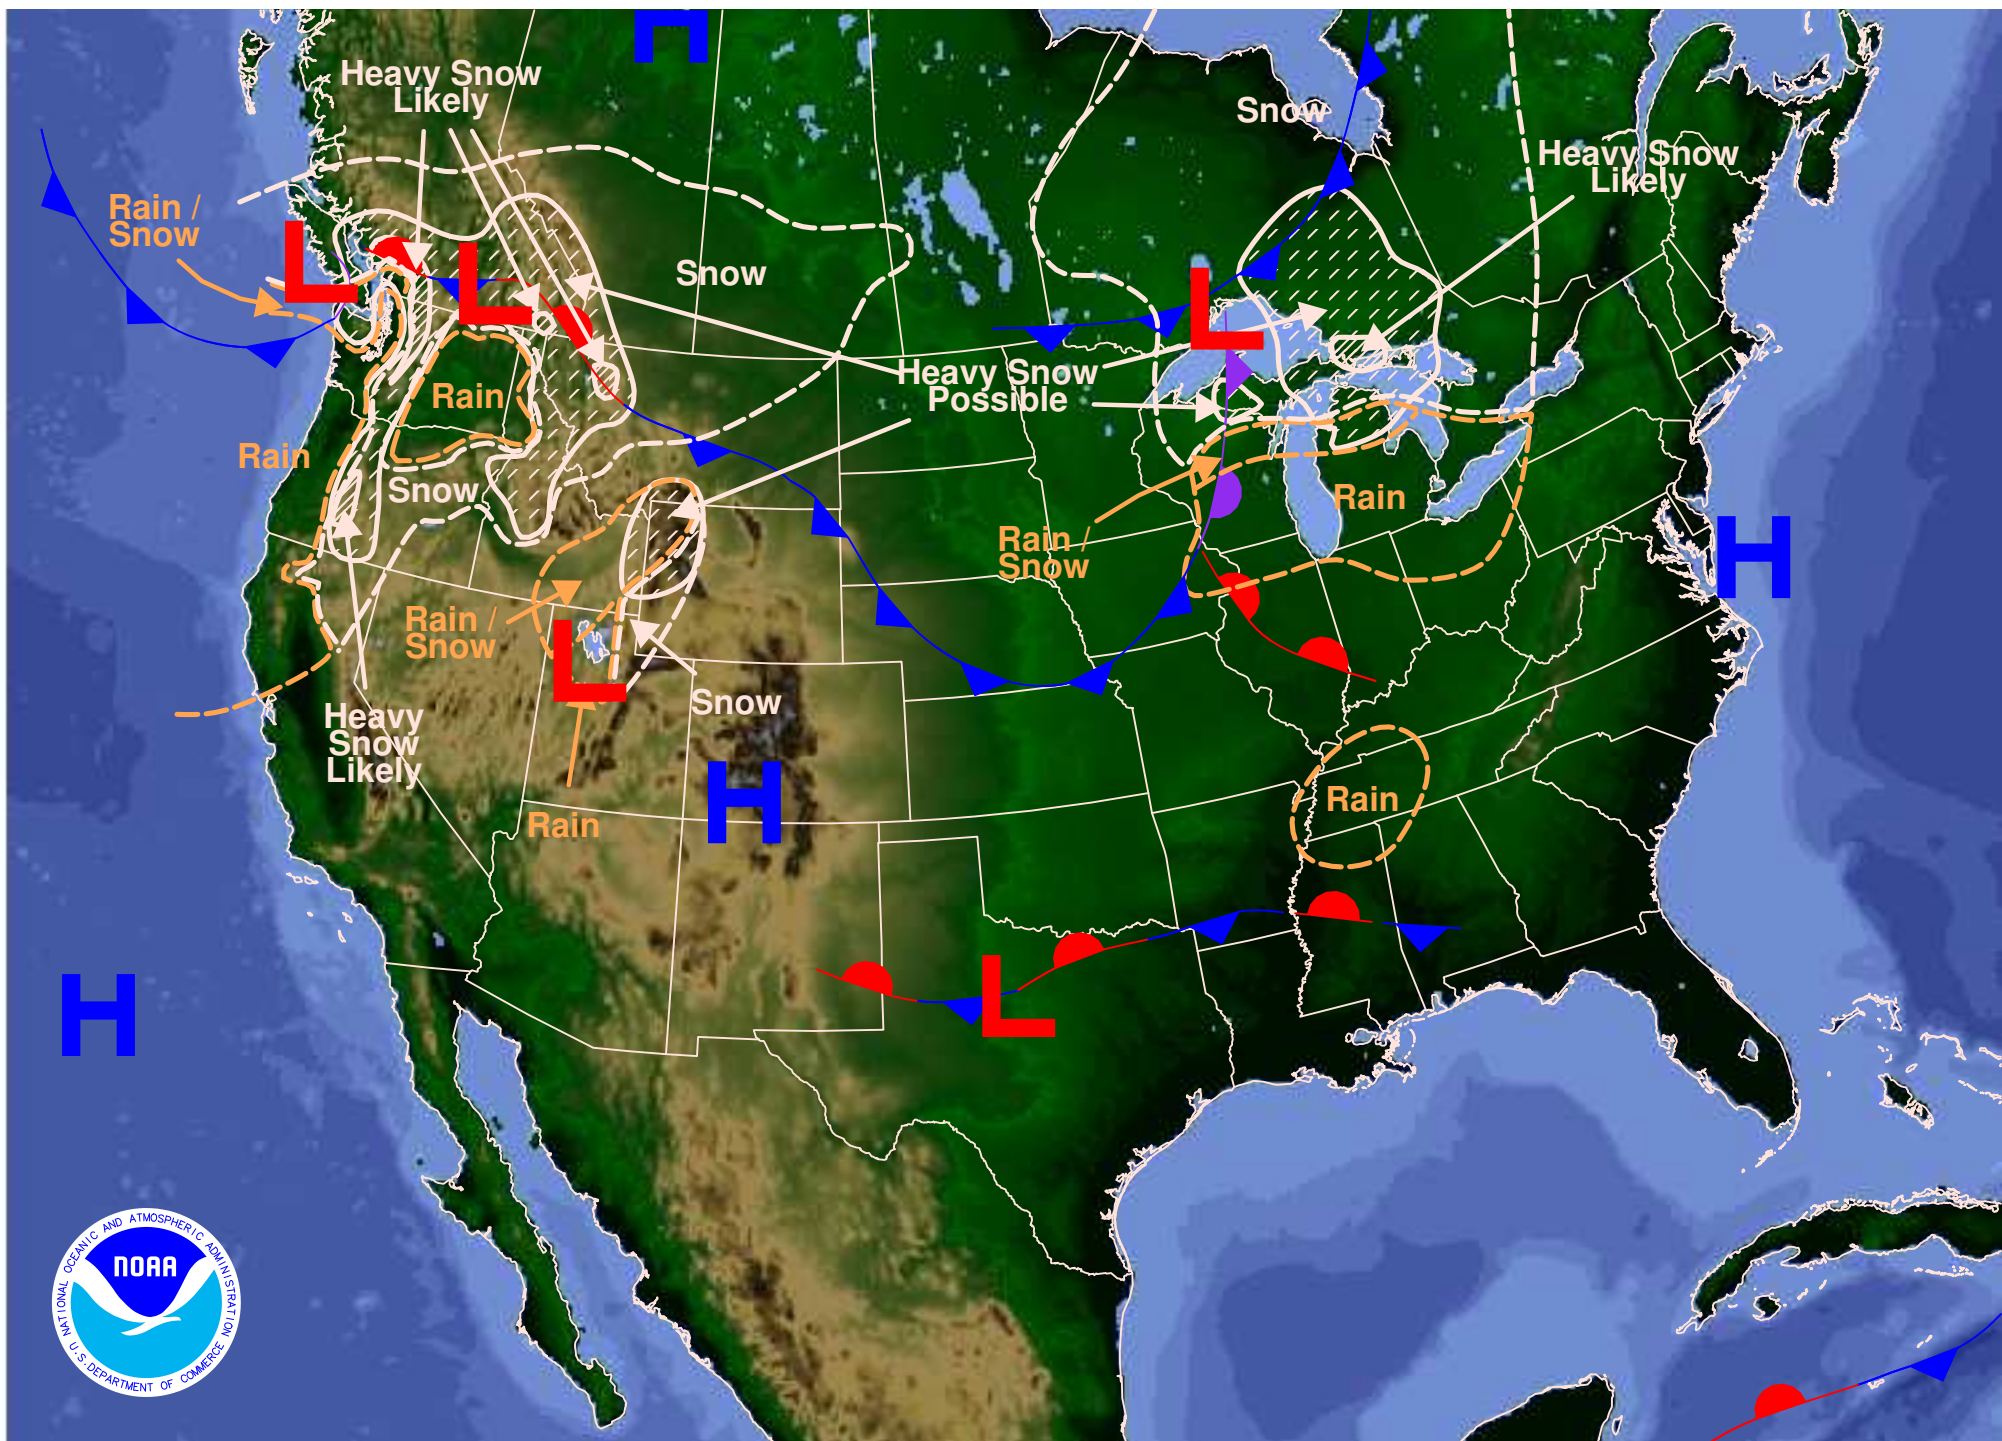 H
Heavy Snow
Likely
Snow
Heavy Snow
Likely
Rain /
Snow
L
L
Snow
L
Heavy Snow
Possible
Rain
Rain
Snow
Rain
Rain /
Snow
H
Rain /
Snow
L
Snow
Heavy
Snow
Likely
H
Rain
Rain
H
L
NATIONAL OCEANIC AND ATMOSPHERIC ADMINISTRATION
NOAA
U.S. DEPARTMENT OF COMMERCE